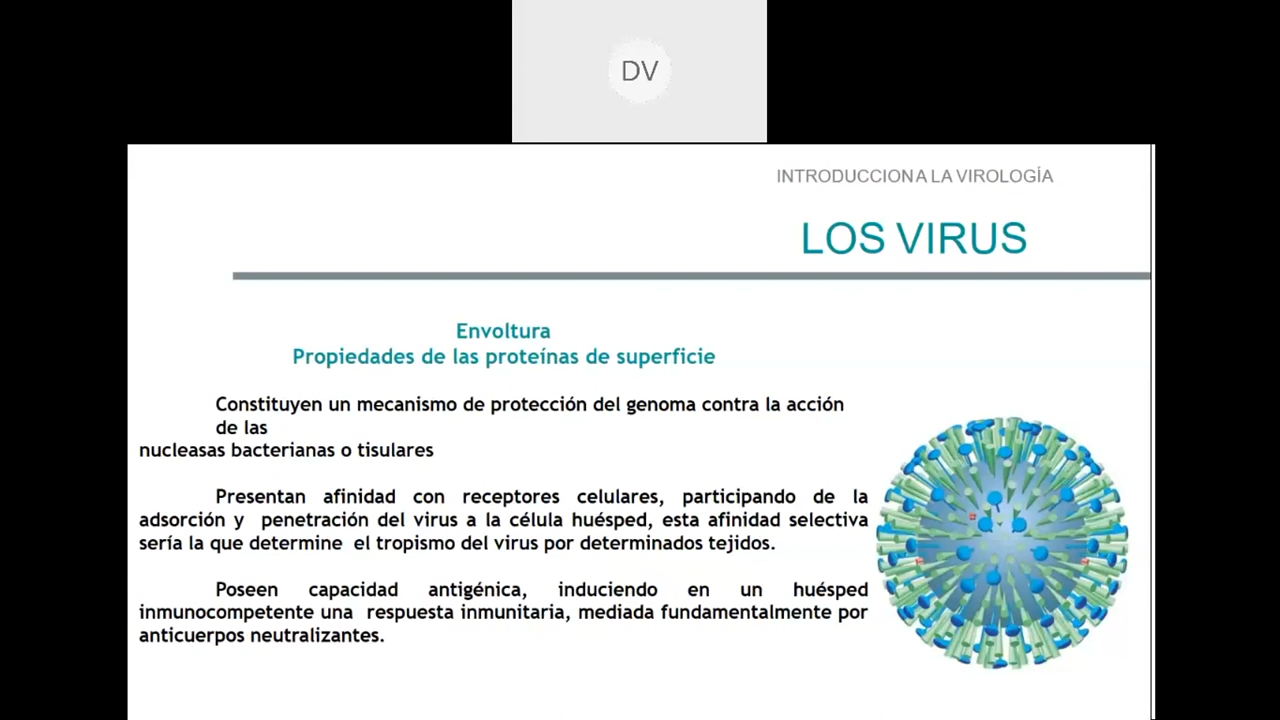 DV
INTRODUCCION A LA VIROLOGÍA
LOS VIRUS
Envoltura
Propiedades de las proteínas de superficie
Constituyen un mecanismo de protección del genoma contra la acción
de las
nucleasas bacterianas o tisulares
Presentan afinidad con receptores celulares, participando de la
adsorción y penetración del virus a la célula huésped, esta afinidad selectiva
sería la que determine el tropismo del virus por determinados tejidos.
Poseen capacidad antigénica, induciendo en un huésped
inmunocompetente una respuesta inmunitaria, mediada fundamentalmente por
anticuerpos neutralizantes.